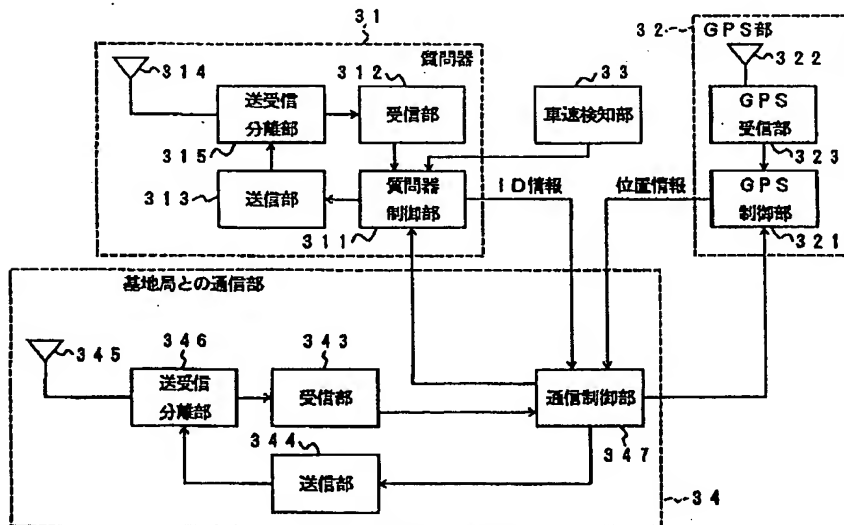 31
質問器
314
315
送受信
分離部
312
受信部
33
車速検知部
32
GPS部
322
GPS
受信部
323
313
送信部
質問器
制御部
311
ID情報
位置情報
GPS
制御部
321
基地局との通信部
345
346
送受信
分離部
343
受信部
通信制御部
347
344
送信部
34